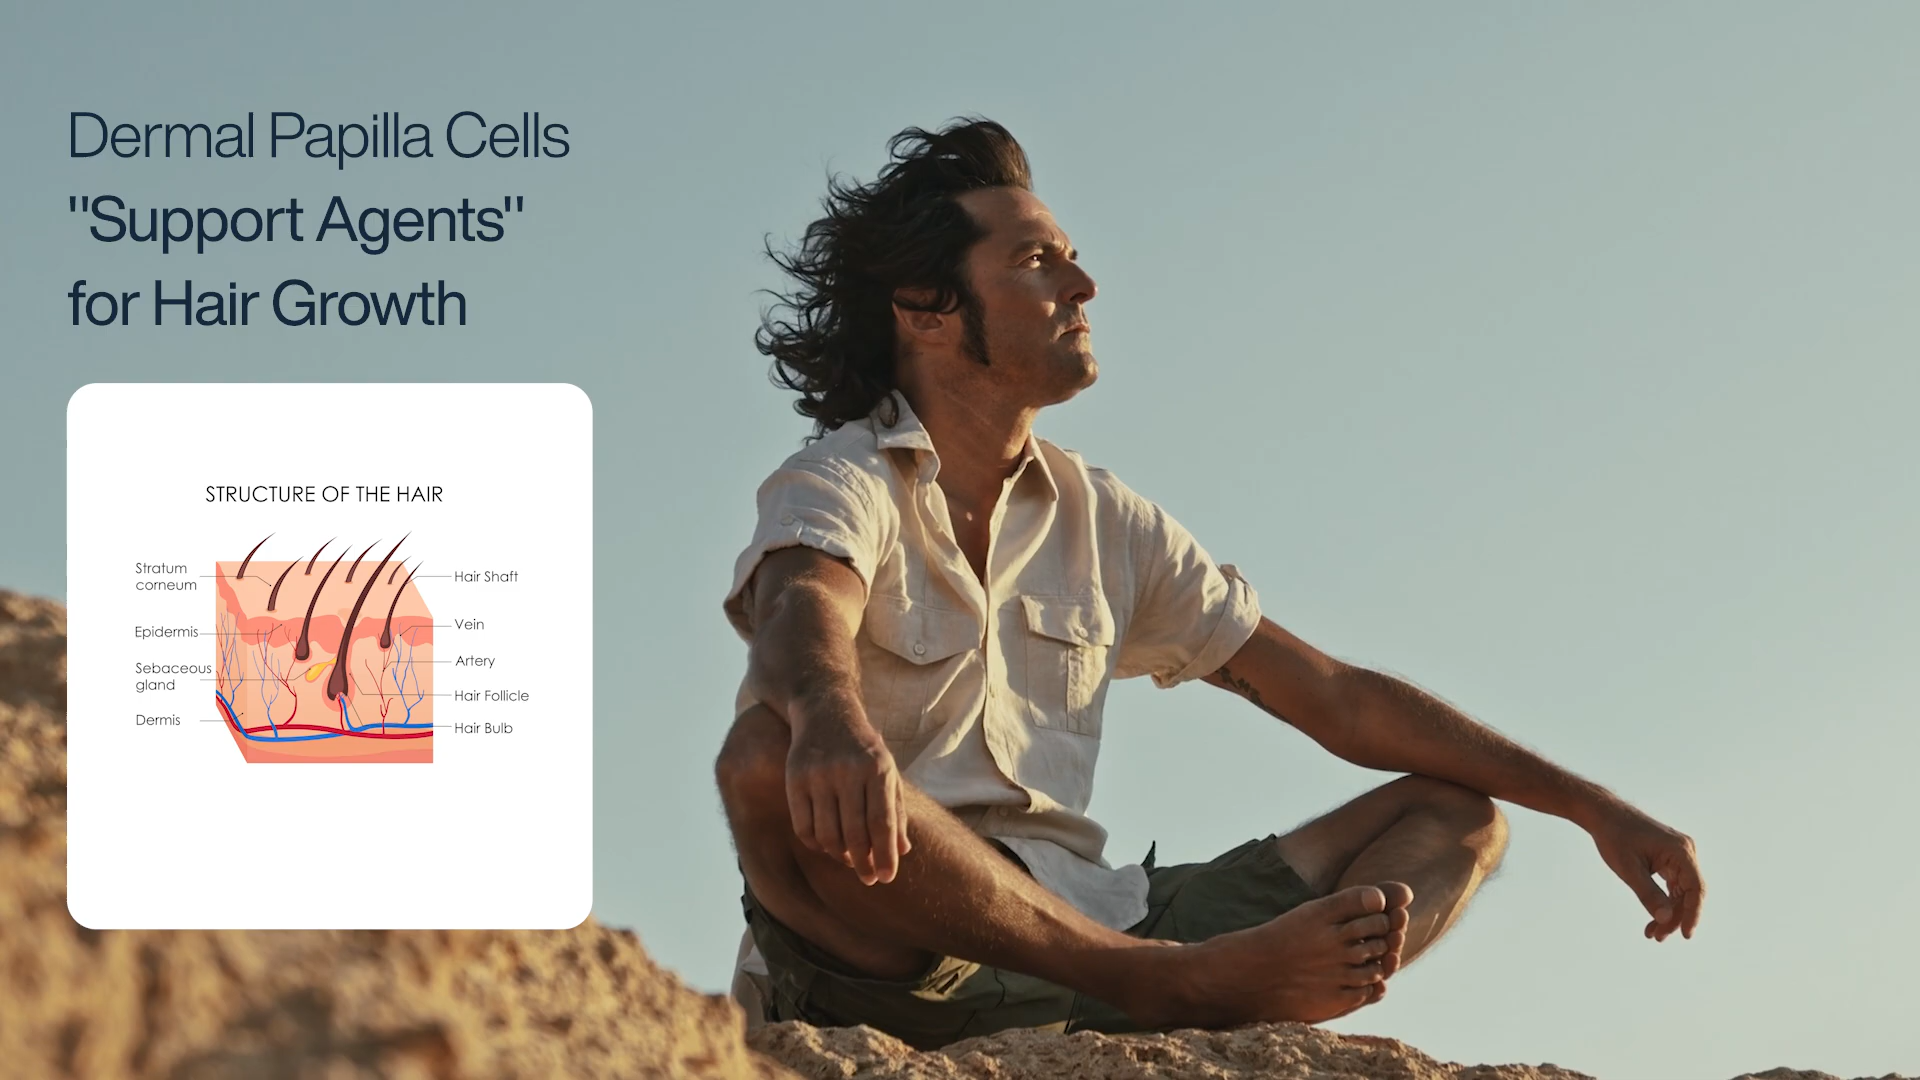 Dermal Papilla Cells
"Support Agents"
for Hair Growth
STRUCTURE OF THE HAIR
Stratum
corneum
Epidermis
Sebaceous
gland
Dermis
Hair Shaft
Vein
Artery
Hair Follicle
Hair Bulb